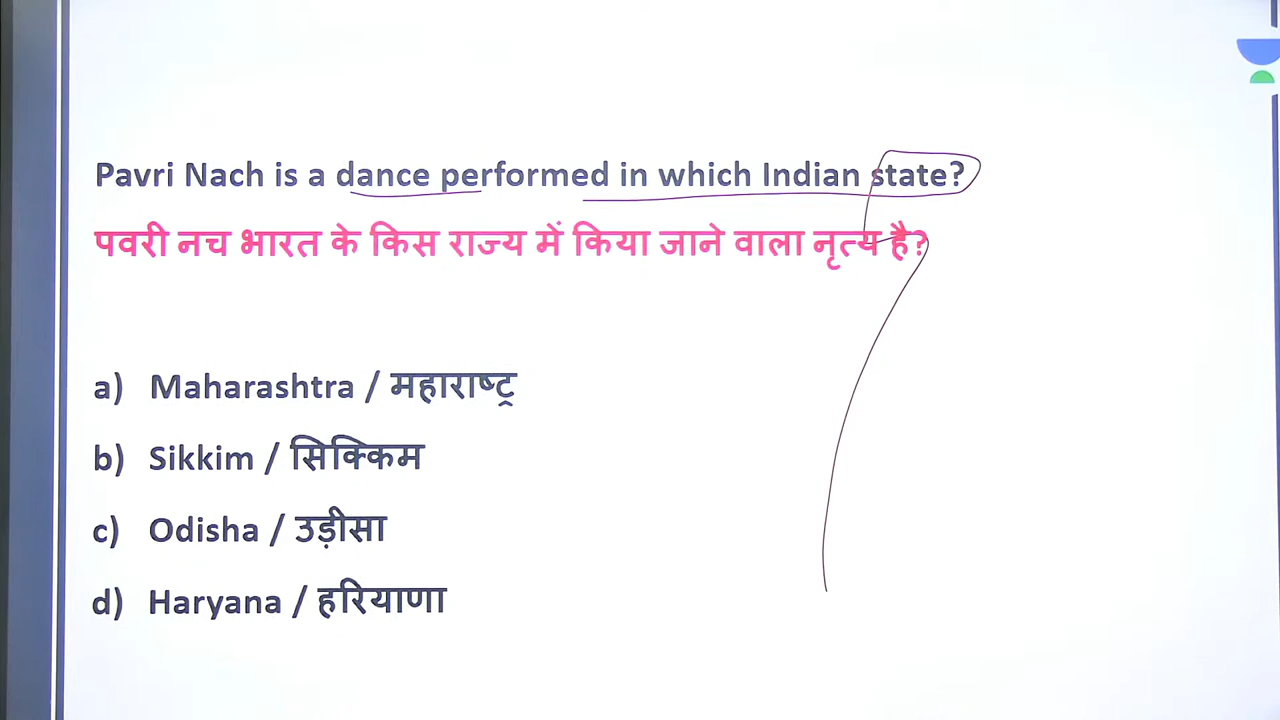 Pavri Nach is a dance performed in which Indian state?
पवरी नच भारत के किस राज्य में किया जाने वाला नृत्य है?
a) Maharashtra / महाराष्ट्र
b) Sikkim / सिक्किम
c) Odisha / उड़ीसा
d) Haryana / हरियाणा